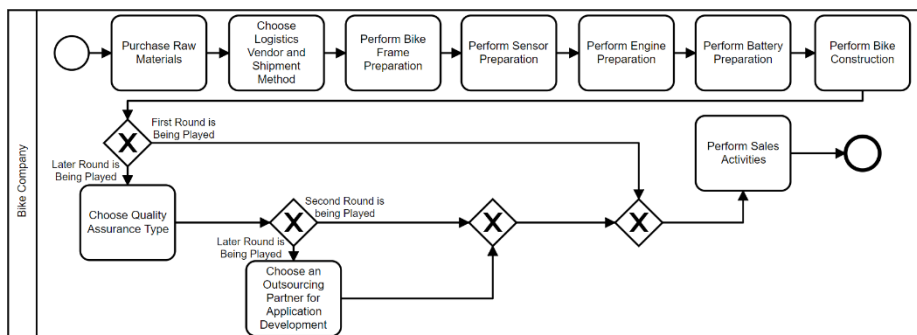 Bike Company
Purchase Raw
Materials
Choose
Logistics
Vendor and
Shipment
Method
Perform Bike
Frame
Preparation
Perform Sensor
Preparation
Perform Engine
Preparation
Perform Battery
Preparation
Perform Bike
Construction
First Round is
Being Played
Later Round is
Being Played
Choose Quality
Assurance Type
Second Round is
being Played
Later Round is
Being Played
Choose an
Outsourcing
Partner for
Application
Development
Perform Sales
Activities